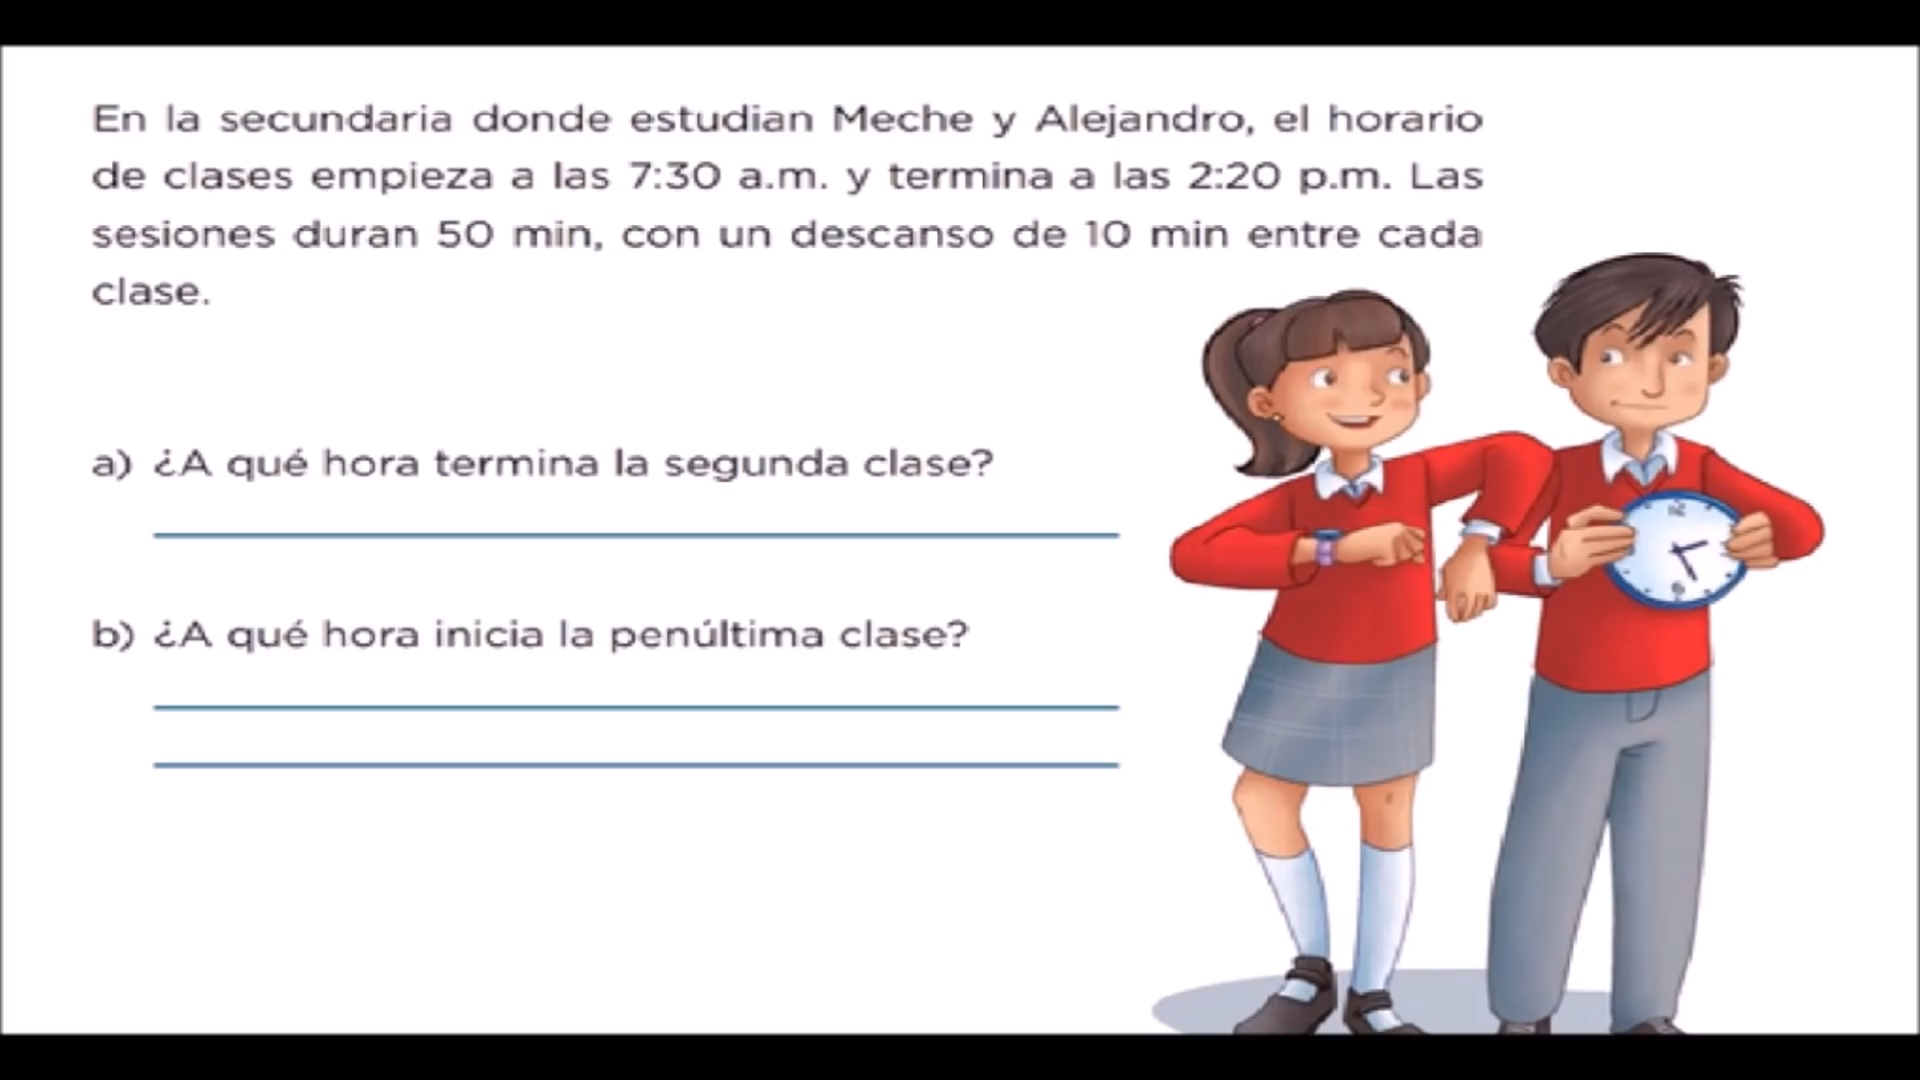 En la secundaria donde estudian Meche y Alejandro, el horario
de clases empieza a las 7:30 a.m. y termina a las 2:20 p.m. Las
sesiones duran 50 min, con un descanso de 10 min entre cada
clase.
a) ¿A qué hora termina la segunda clase?
b) ¿A qué hora inicia la penúltima clase?
12
6